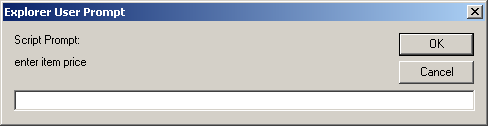 Explorer User Prompt
Script Prompt:
OK
enter item price
Cancel